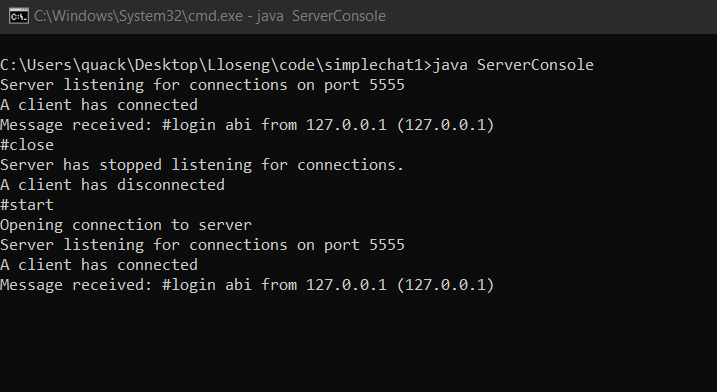 C:\Windows\System32\cmd.exe - java  ServerConsole
C:\Users\quack\Desktop\Lloseng\code\simplechat1>java ServerConsole
Server listening for connections on port 5555
A client has connected
Message received: #login abi from 127.0.0.1 (127.0.0.1)
#close
Server has stopped listening for connections.
A client has disconnected
#start
Opening connection to server
Server listening for connections on port 5555
A client has connected
Message received: #login abi from 127.0.0.1 (127.0.0.1)